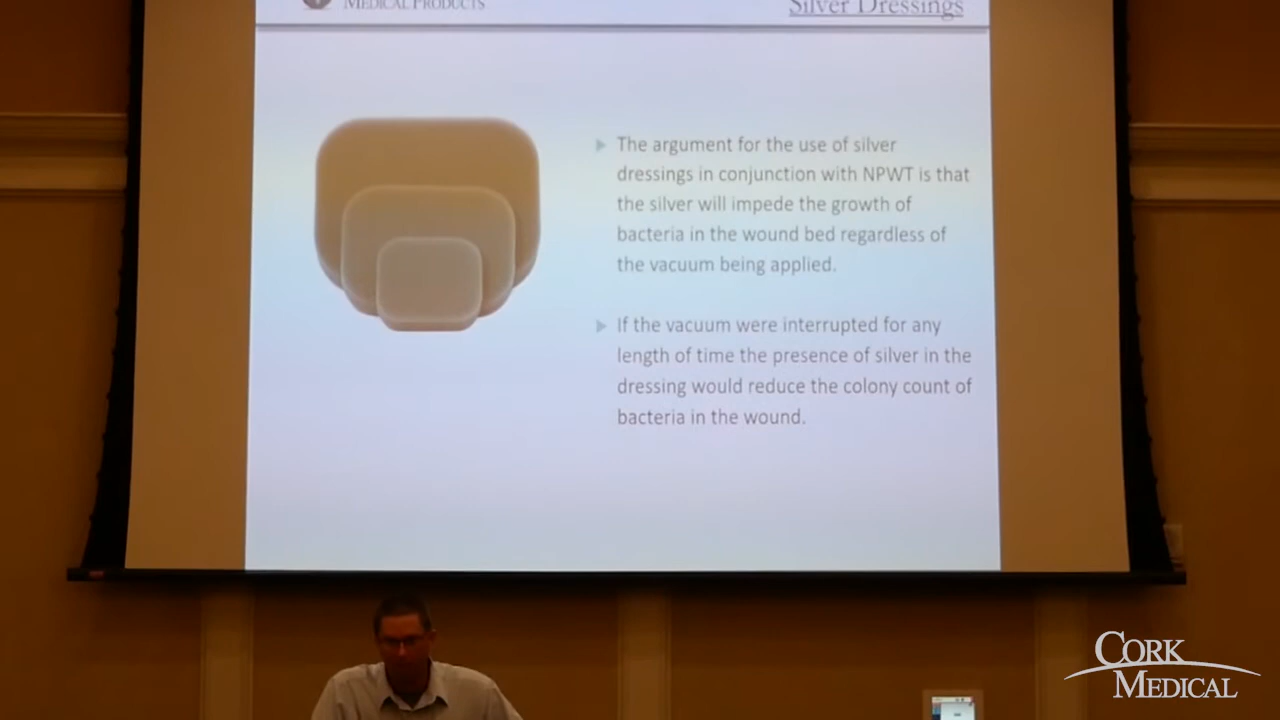 MEDICAL PRODUCTS
Silver Dressings
The argument for the use of silver
dressings in conjunction with NPWT is that
the silver will impede the growth of
bacteria in the wound bed regardless of
the vacuum being applied.
If the vacuum were interrupted for any
length of time the presence of silver in the
dressing would reduce the colony count of
bacteria in the wound.
CORK
MEDICAL